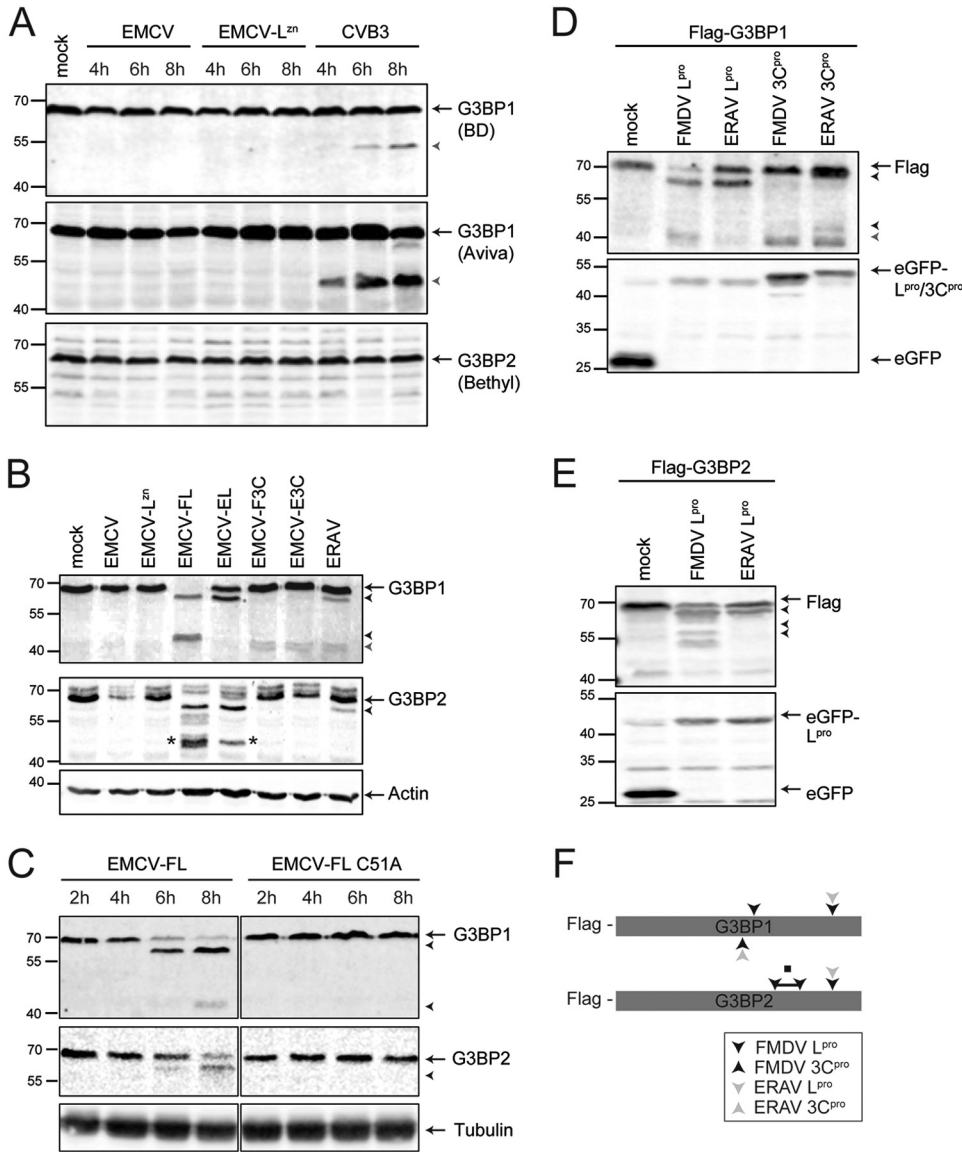 A
mock
EMCV EMCV-Lzn CVB3
4h 6h 8h 4h 6h 8h 4h 6h 8h
70
55
40
G3BP1
(BD)
70
55
40
G3BP1
(Aviva)
70
55
G3BP2
(Bethyl)
B
mock
EMCV
EMCV-Lzn
EMCV-FL
EMCV-EL
EMCV-F3C
EMCV-E3C
ERAV
70
55
40
G3BP1
70
55
40
G3BP2
* *
40
Actin
C
EMCV-FL EMCV-FL C51A
2h 4h 6h 8h 2h 4h 6h 8h
70
55
40
G3BP1
70
55
G3BP2
Tubulin
D
Flag-G3BP1
mock
FMDV Lpro
ERAV Lpro
FMDV 3Cpro
ERAV 3Cpro
70
55
40
Flag
55
45
35
25
eGFP-
Lpro/3Cpro
eGFP
E
Flag-G3BP2
mock
FMDV Lpro
ERAV Lpro
70
55
40
Flag
55
45
35
25
eGFP-
Lpro
eGFP
F
Flag - G3BP1
Flag - G3BP2
FMDV Lpro
FMDV 3Cpro
ERAV Lpro
ERAV 3Cpro